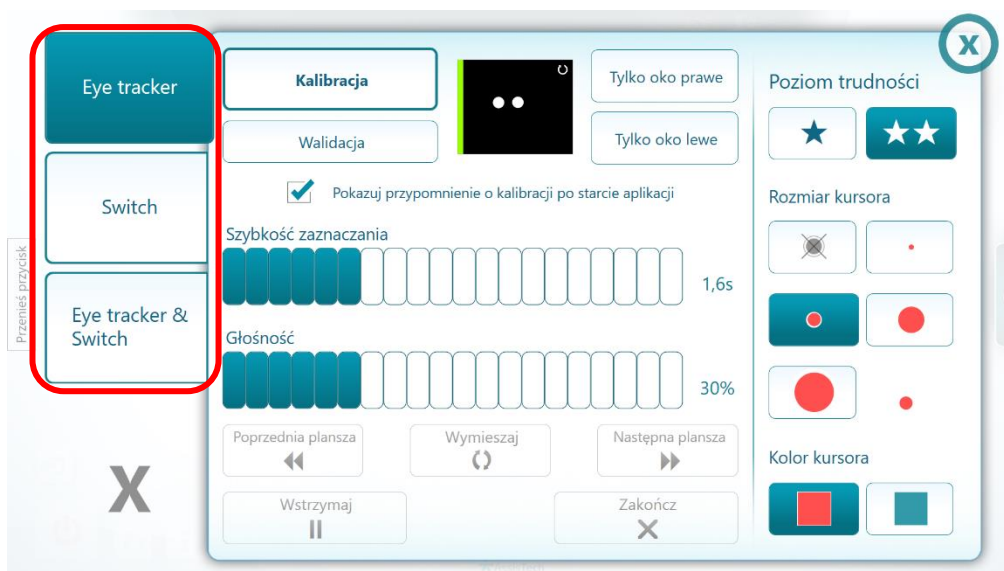 Eye tracker
Switch
Eye tracker &
Switch
Przenieś przycisk
X
Kalibracja
Walidacja
Tylko oko prawe
Tylko oko lewe
Pokazuj przypomnienie o kalibracji po starcie aplikacji
Szybkość zaznaczania
1,6s
Głośność
30%
Poprzednia plansza
Wymieszaj
Następna plansza
Wstrzymaj
Zakończ
X
Poziom trudności
Rozmiar kursora
Kolor kursora